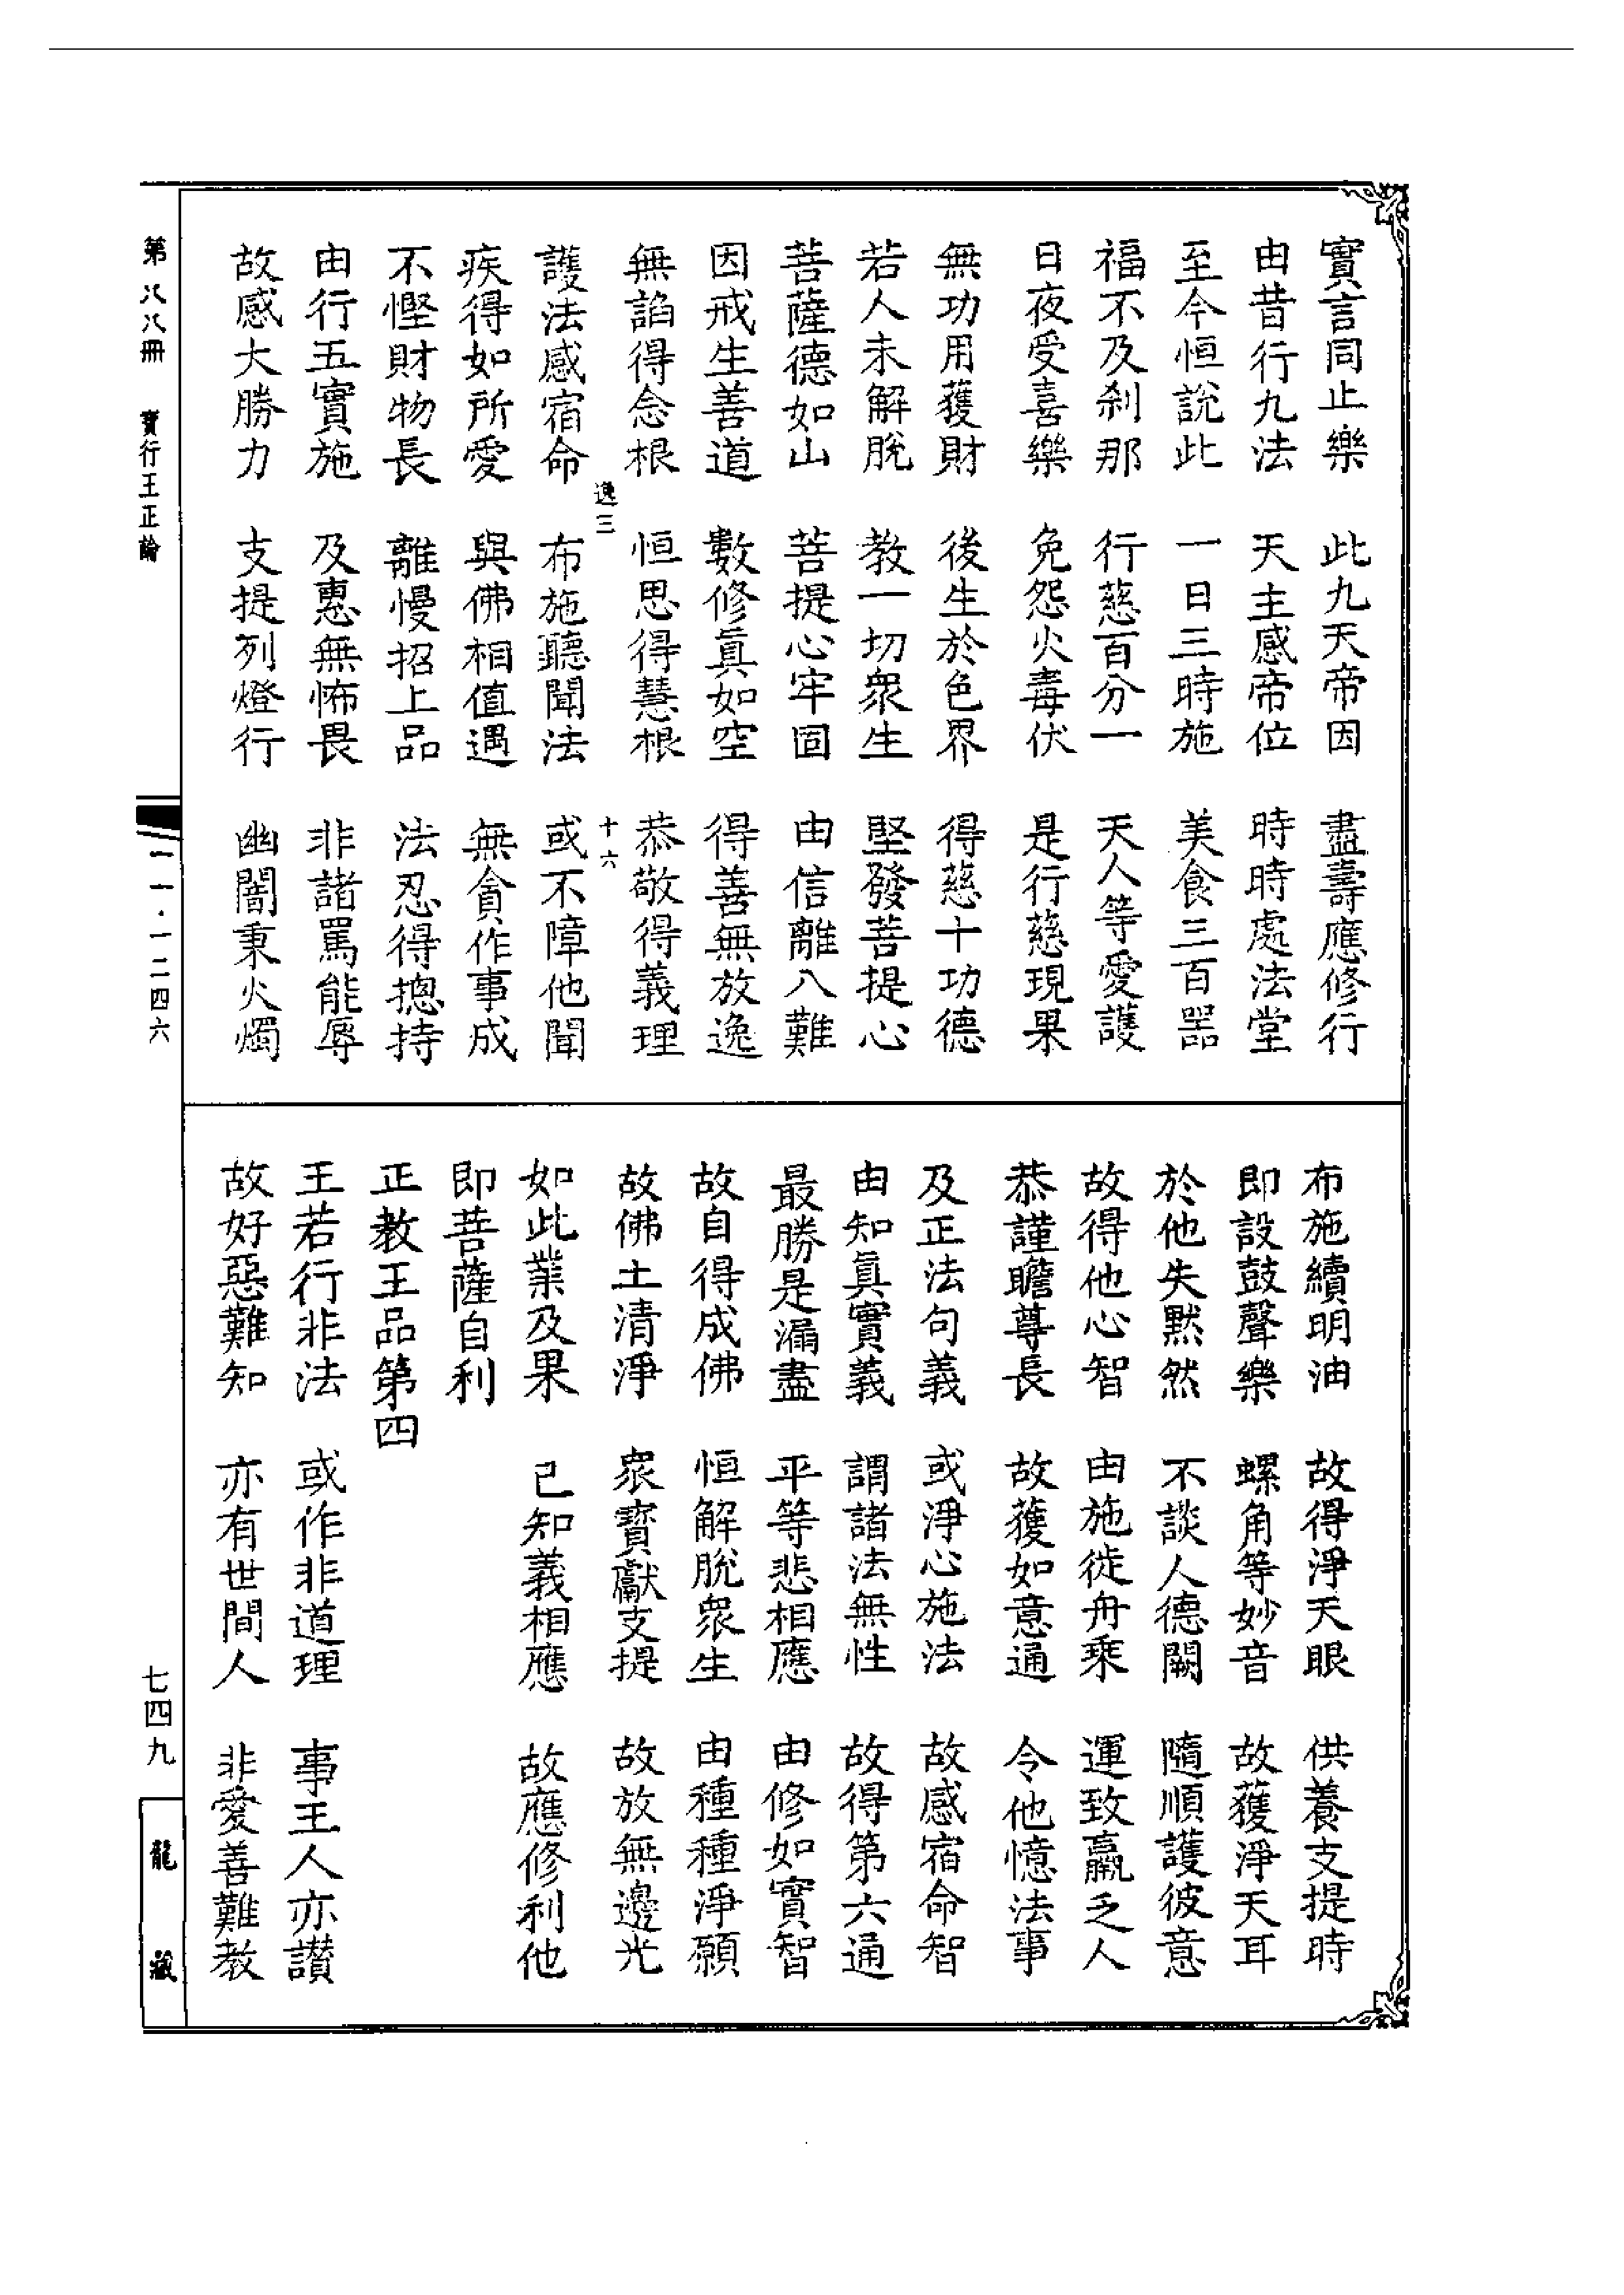 實言同止樂　此九天帝因　盡壽應修行
由昔行九法　天主感帝位　時時處法堂
至今恒說此　一日三時施　美食三百器
福不及剎那　行慈百分一　天人等愛護
日夜受喜樂　免怨火毒伏　是行慈現果
無功用獲財　後生於色界　得慈十功德
若人未解脫　教一切眾生　堅發菩提心
菩薩德如山　菩提心牢固　由信離八難
因戒生善道　數修真如空　得善無放逸
無諂得念根　恒思得慧根　恭敬得義理
逸三　十六
護法感宿命　布施聽聞法　或不障他聞
疾得如所愛　與佛相值遇　無貪作事成
不慳財物長　離慢招上品　法忍得摠持
由行五實施　及惠無怖畏　非諸罵能辱
故感大勝力　支提列燈行　幽闇秉火燭
布施續明油　故得淨天眼　供養支提時
即設鼓聲樂　螺角等妙音　故獲淨天耳
於他失黙然　不談人德闕　隨順護彼意
故得他心智　由施徙舟乘　運致羸乏人
恭謹瞻尊長　故獲如意通　令他憶法事
及正法句義　或淨心施法　故感宿命智
由知真實義　謂諸法無性　故得第六通
最勝是漏盡　平等悲相應　由修如實智
故自得成佛　恒解脫眾生　由種種淨願
故佛土清淨　眾寶獻支提　故放無邊光
如此業及果　已知義相應　故應修利他
即菩薩自利
正教王品第四
王若行非法　或作非道理　事王人亦讚
故好惡難知　亦有世間人　非愛善難教
第八八冊　寶行王正論
一一·一二四六
七四九
龍藏